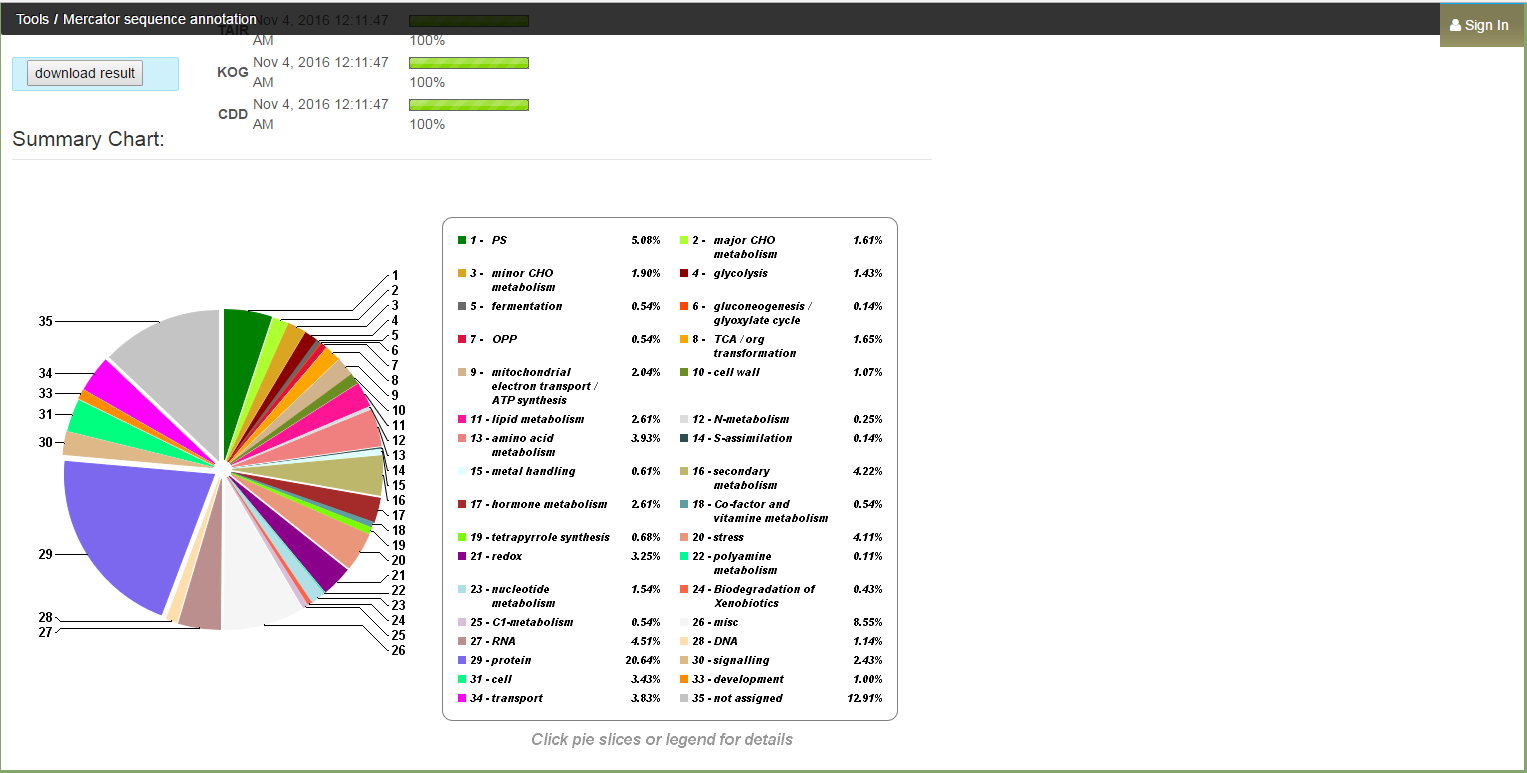 Tools / Mercator sequence annotation
Sign In
TAIR Nov 4, 2016 12:11:47
AM 100%
download result
KOG Nov 4, 2016 12:11:47
AM 100%
CDD Nov 4, 2016 12:11:47
AM 100%
Summary Chart:
1
2
3
4
5
6
7
8
9
10
11
12
13
14
15
16
17
18
19
20
21
22
23
24
25
26
27
28
29
30
31
33
34
35
1 - PS 5.08%
2 - major CHO
metabolism 1.61%
3 - minor CHO
metabolism 1.90%
4 - glycolysis 1.43%
5 - fermentation 0.54%
6 - gluconeogenesis /
glyoxylate cycle 0.14%
7 - OPP 0.54%
8 - TCA / org
transformation 1.65%
9 - mitochondrial
electron transport /
ATP synthesis 2.04%
10 - cell wall 1.07%
11 - lipid metabolism 2.61%
12 - N-metabolism 0.25%
13 - amino acid
metabolism 3.93%
14 - S-assimilation 0.14%
15 - metal handling 0.61%
16 - secondary
metabolism 4.22%
17 - hormone metabolism 2.61%
18 - Co-factor and
vitamine metabolism 0.54%
19 - tetrapyrrole synthesis 0.68%
20 - stress 4.11%
21 - redox 3.25%
22 - polyamine
metabolism 0.11%
23 - nucleotide
metabolism 1.54%
24 - Biodegradation of
Xenobiotics 0.43%
25 - C1-metabolism 0.54%
26 - misc 8.55%
27 - RNA 4.51%
28 - DNA 1.14%
29 - protein 20.64%
30 - signalling 2.43%
31 - cell 3.43%
33 - development 1.00%
34 - transport 3.83%
35 - not assigned 12.91%
Click pie slices or legend for details